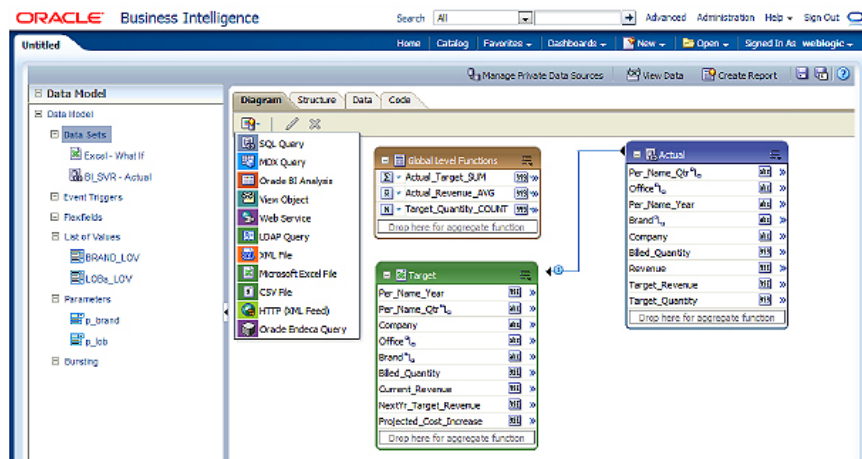 ORACLE Business Intelligence
Search All Advanced Administration Help Sign Out
Untitled
Home Catalog Favorites Dashboards New Open Signed In As weblogic
Manage Private Data Sources View Data Create Report
Data Model
Data Model
Data Sets
Excel - What If
BI_SVR - Actual
Event Triggers
Flexfields
List of Values
BRAND_LOV
LOBs_LOV
Parameters
p_brand
p_lob
Bursting
Diagram Structure Data Code
SQL Query
MDX Query
Oracle BI Analysis
View Object
Web Service
LDAP Query
XML File
Microsoft Excel File
CSV File
HTTP (XML Feed)
Oracle Endeca Query
Global Level Functions
Actual_Target_SUM
Actual_Revenue_AVG
Target_Quantity_COUNT
Drop here for aggregate function
Target
Per_Name_Year
Per_Name_Qtr
Company
Office
Brand
Billed_Quantity
Current_Revenue
NextYr_Target_Revenue
Projected_Cost_Increase
Drop here for aggregate function
Actual
Per_Name_Qtr
Office
Per_Name_Year
Brand
Company
Billed_Quantity
Revenue
Target_Revenue
Target_Quantity
Drop here for aggregate function